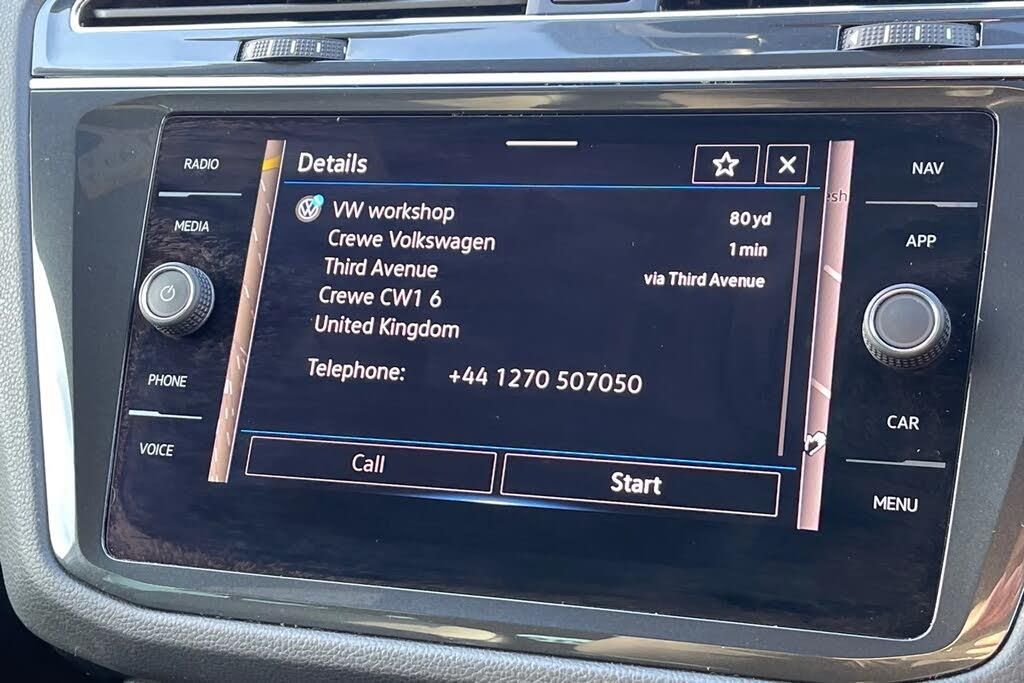 RADIO
MEDIA
PHONE
VOICE
Details
VW workshop
Crewe Volkswagen
Third Avenue
Crewe CW1 6
United Kingdom
80 yd
1 min
via Third Avenue
Telephone: +44 1270 507050
Call
Start
NAV
APP
CAR
MENU